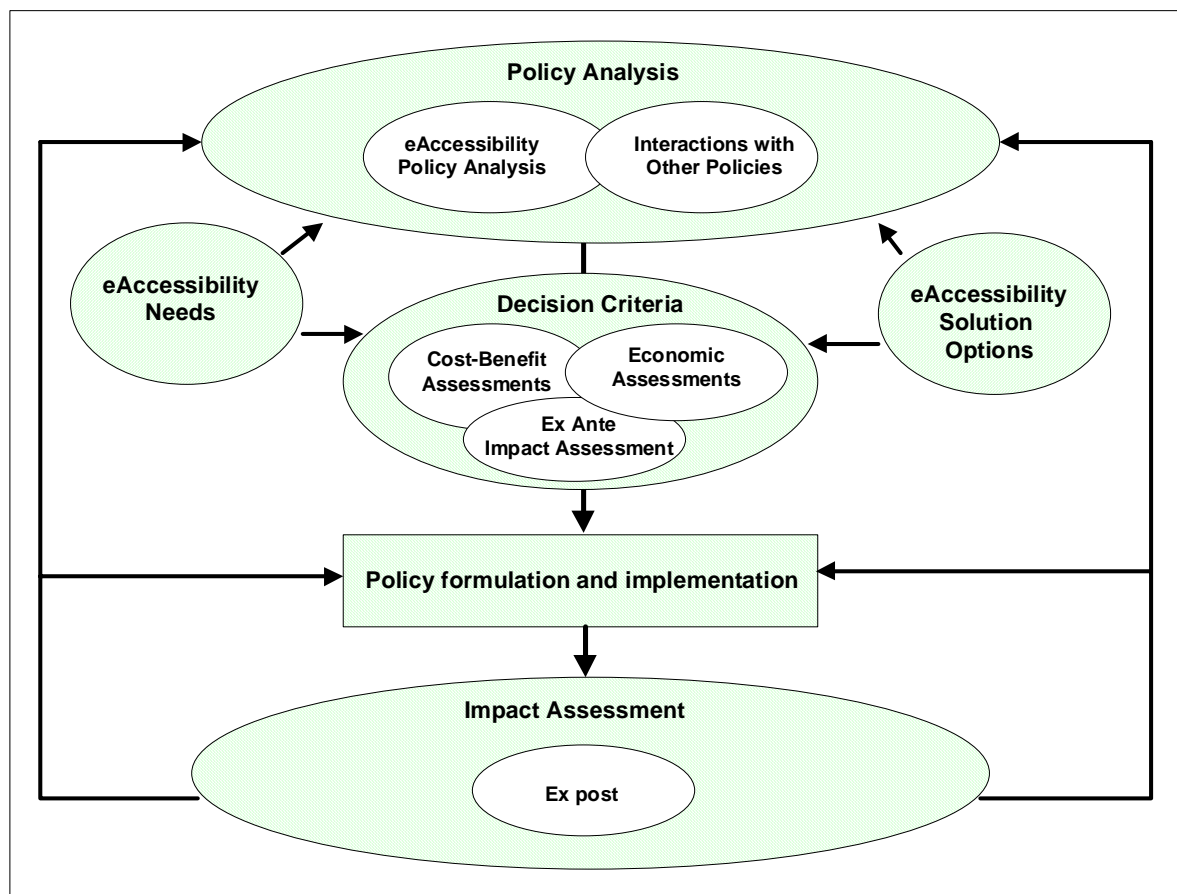 Policy Analysis
eAccessibility
Policy Analysis
Interactions with
Other Policies
eAccessibility
Needs
Decision Criteria
Cost-Benefit
Assessments
Economic
Assessments
Ex Ante
Impact Assessment
eAccessibility
Solution
Options
Policy formulation and implementation
Impact Assessment
Ex post